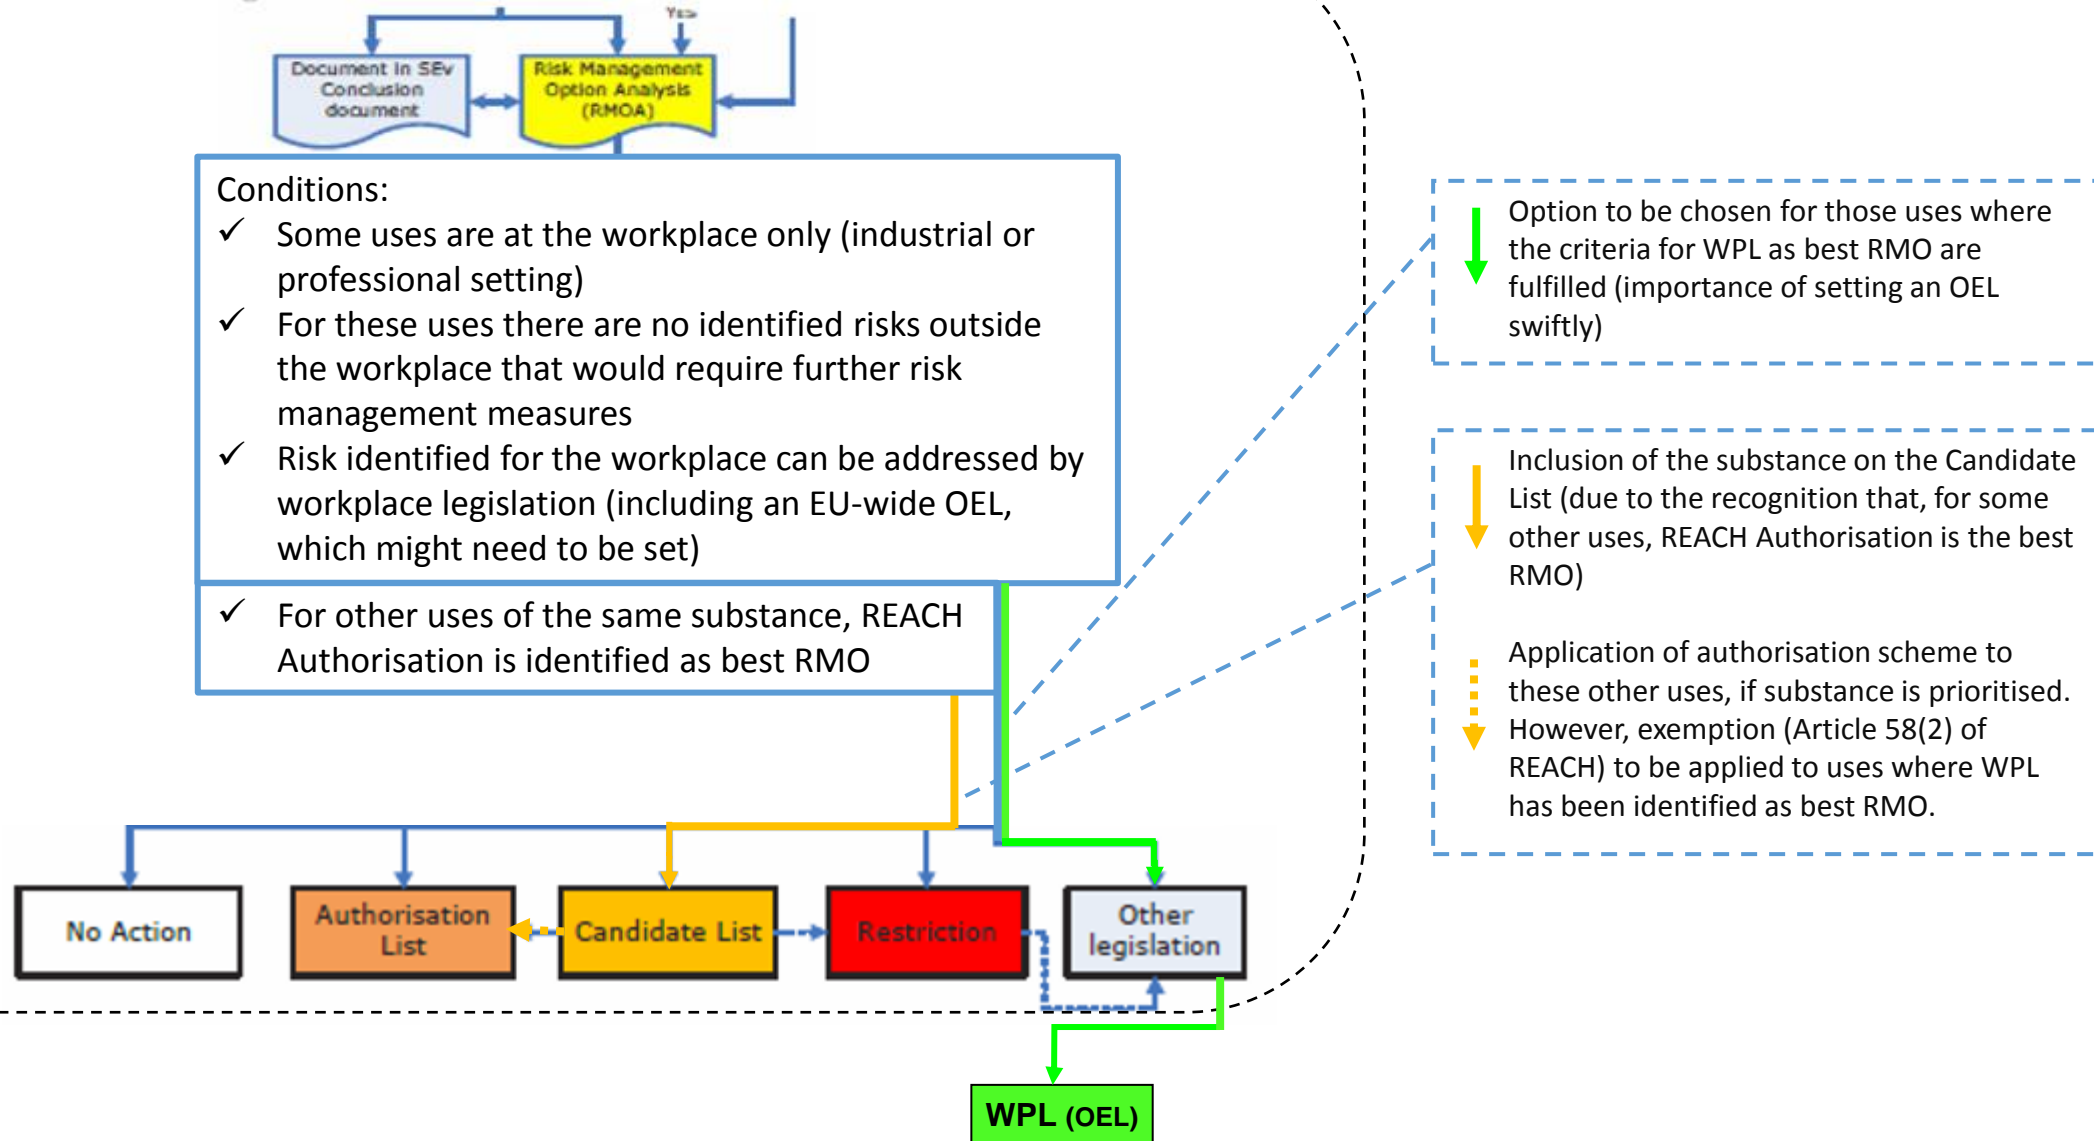 Yes
Document in SEv
Conclusion
document
Risk Management
Option Analysis
(RMOA)
Conditions:
✓ Some uses are at the workplace only (industrial or
professional setting)
✓ For these uses there are no identified risks outside
the workplace that would require further risk
management measures
✓ Risk identified for the workplace can be addressed by
workplace legislation (including an EU-wide OEL,
which might need to be set)
✓ For other uses of the same substance, REACH
Authorisation is identified as best RMO
Option to be chosen for those uses where
the criteria for WPL as best RMO are
fulfilled (importance of setting an OEL
swiftly)
Inclusion of the substance on the Candidate
List (due to the recognition that, for some
other uses, REACH Authorisation is the best
RMO)
Application of authorisation scheme to
these other uses, if substance is prioritised.
However, exemption (Article 58(2) of
REACH) to be applied to uses where WPL
has been identified as best RMO.
No Action
Authorisation
List
Candidate List
Restriction
Other
legislation
WPL (OEL)